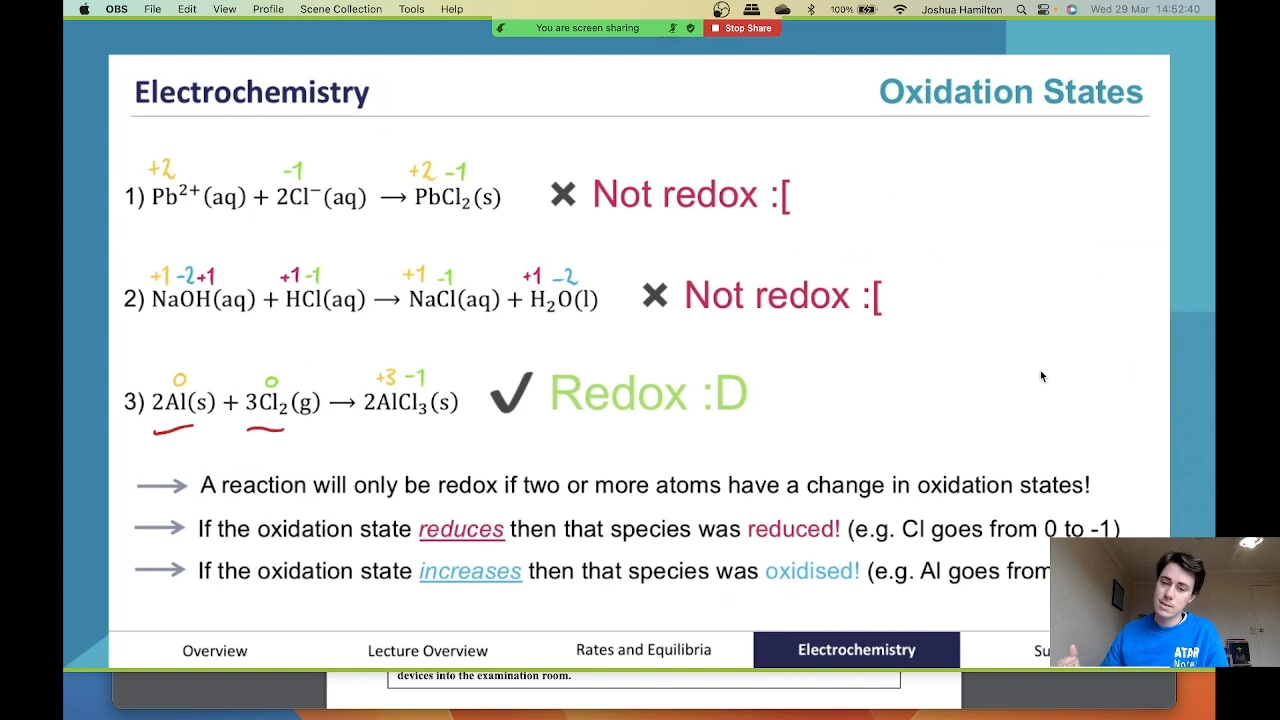 OBS File Edit View Profile Scene Collection Tools Help 100% Joshua Hamilton Wed 29 Mar 14:52:40
You are screen sharing Stop Share
Electrochemistry Oxidation States
+2 -1 +2 -1
1) Pb²⁺(aq) + 2Cl⁻(aq) → PbCl₂(s) ✖ Not redox :[
+1 -2 +1 +1 -1 +1 -1 +1 -2
2) NaOH(aq) + HCl(aq) → NaCl(aq) + H₂O(l) ✖ Not redox :[
0 0 +3 -1
3) 2Al(s) + 3Cl₂(g) → 2AlCl₃(s) ✔ Redox :D
→ A reaction will only be redox if two or more atoms have a change in oxidation states!
→ If the oxidation state reduces then that species was reduced! (e.g. Cl goes from 0 to -1)
→ If the oxidation state increases then that species was oxidised! (e.g. Al goes from
ATAR
Notes
Overview Lecture Overview Rates and Equilibria Electrochemistry Su
devices into the examination room.